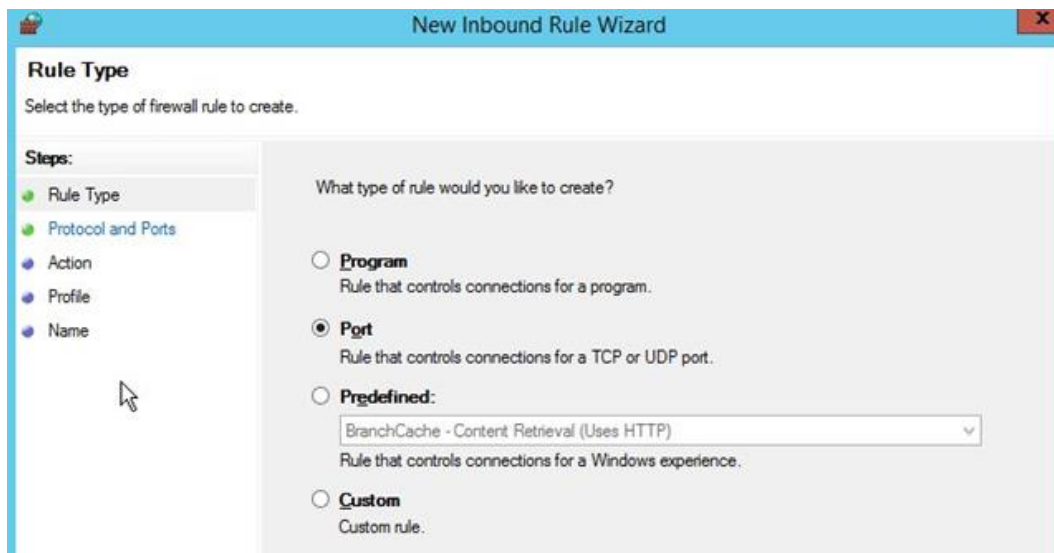 New Inbound Rule Wizard
x
Rule Type
Select the type of firewall rule to create.
Steps:
Rule Type
Protocol and Ports
Action
Profile
Name
What type of rule would you like to create?
Program
Rule that controls connections for a program.
Port
Rule that controls connections for a TCP or UDP port.
Predefined:
BranchCache - Content Retrieval (Uses HTTP)
Rule that controls connections for a Windows experience.
Custom
Custom rule.